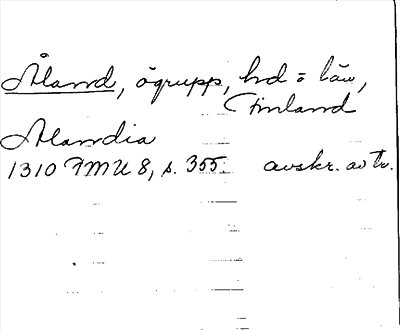 Åland, ögrupp, hd = län,
Finland
Alandia
1310 FMU 8, s. 355 avskr. av tr.